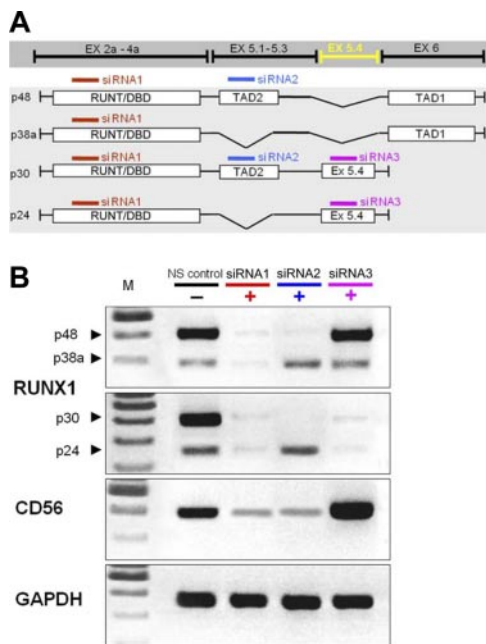 A
EX 2a - 4a EX 5.1-5.3 EX 5.4 EX 6
siRNA1 siRNA2
p48 RUNT/DBD TAD2 TAD1
siRNA1
p38a RUNT/DBD TAD1
siRNA1 siRNA2 siRNA3
p30 RUNT/DBD TAD2 Ex 5.4
siRNA1 siRNA3
p24 RUNT/DBD Ex 5.4
B
M NS control siRNA1 siRNA2 siRNA3
– + + +
p48
p38a
RUNX1
p30
p24
CD56
GAPDH